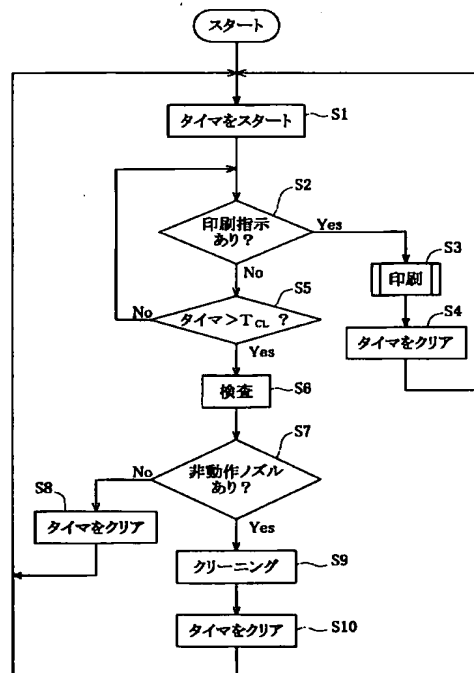 スタート
タイマをスタート
S1
S2
印刷指示
あり？
Yes
No
S3
印刷
S4
タイマをクリア
S5
タイマ＞TCL ？
No
Yes
S6
検査
S7
非動作ノズル
あり？
No
Yes
S8
タイマをクリア
クリーニング
S9
タイマをクリア
S10